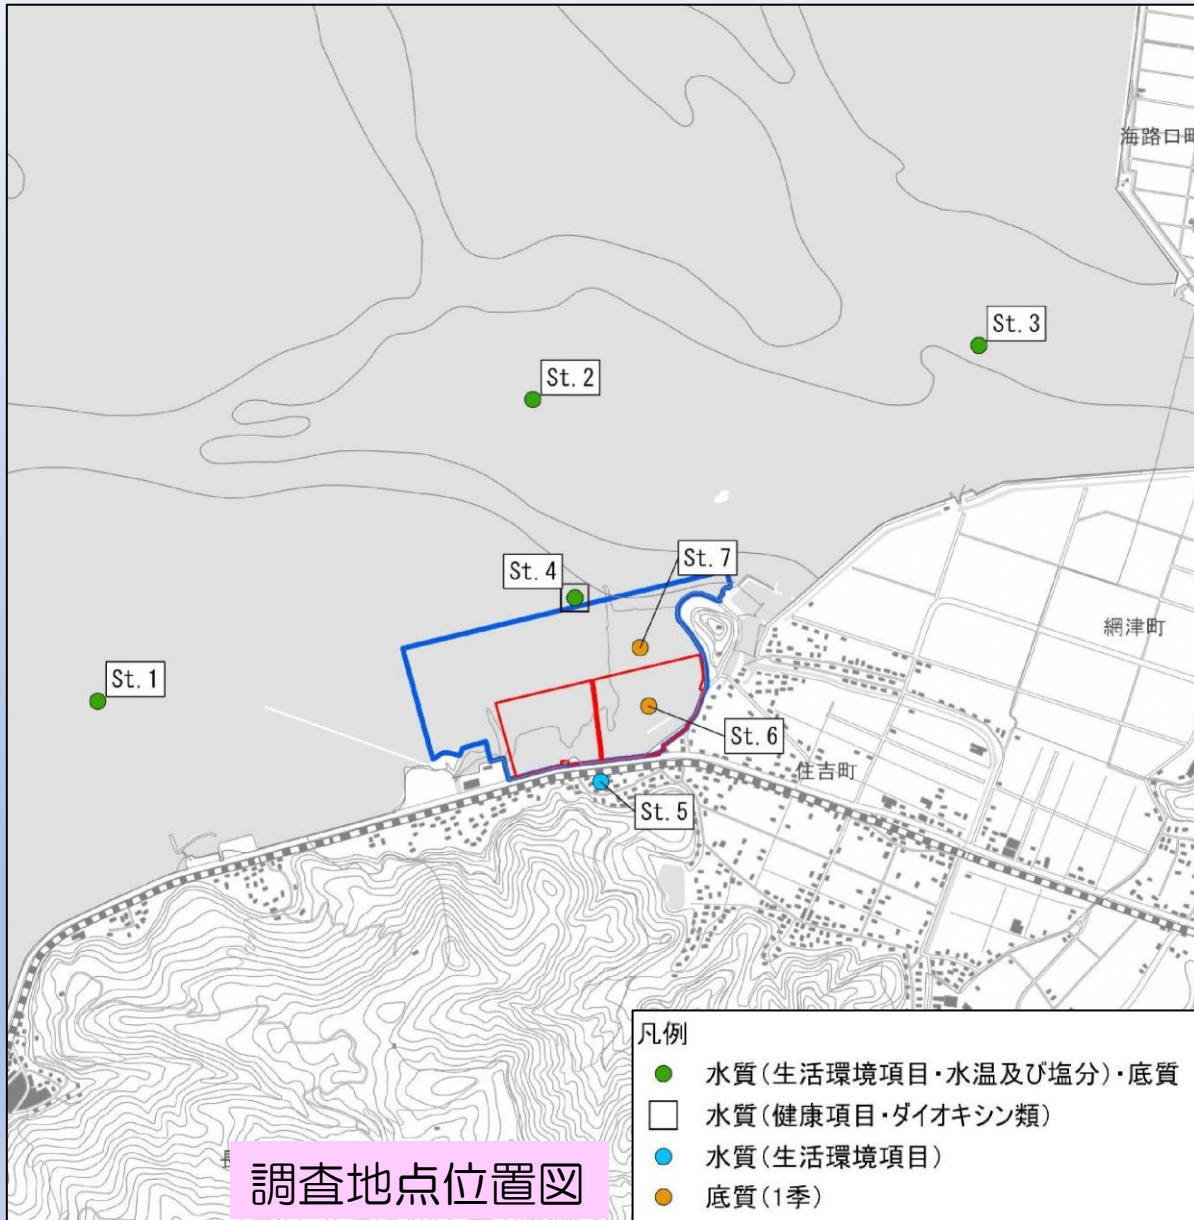 海路口町
St. 3
St. 2
St. 7
St. 4
網津町
St. 1
St. 6
住吉町
St. 5
凡例
水質(生活環境項目・水温及び塩分)・底質
水質(健康項目・ダイオキシン類)
水質(生活環境項目)
底質(1季)
調査地点位置図